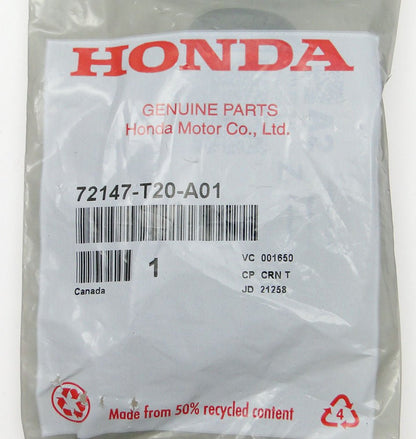 HONDA
GENUINE PARTS
Honda Motor Co., Ltd.
72147-T20-A01
1
VC 001650
CP CRN T
JD 21258
Canada
Made from 50% recycled content
4